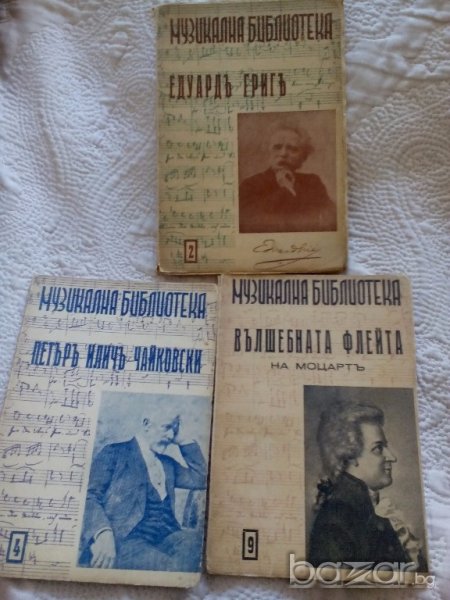 МУЗИКАЛНА БИБЛИОТЕКА
ЕДУАРДЪ ГРИГЪ
2
МУЗИКАЛНА БИБЛИОТЕКА
ПЕТЪРЪ ИЛИЧЪ ЧАЙКОВСКИ
4
МУЗИКАЛНА БИБЛИОТЕКА
ВЪЛШЕБНАТА ФЛЕЙТА
НА МОЦАРТЪ
9
bazar.bg